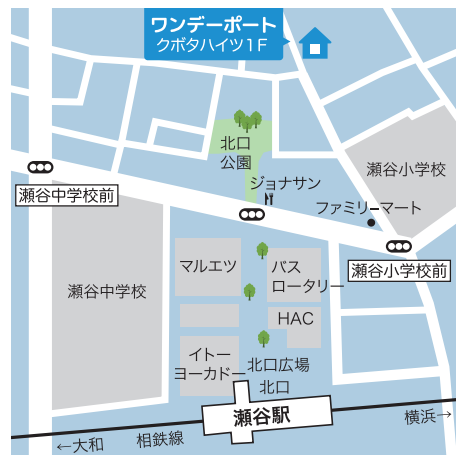 ワンデーポート
クボタハイツ1F
北口
公園
瀬谷小学校
ジョナサン
瀬谷中学校前
ファミリーマート
瀬谷小学校前
マルエツ
バス
ロータリー
瀬谷中学校
HAC
イトー
ヨーカドー
北口広場
北口
瀬谷駅
横浜→
←大和
相鉄線